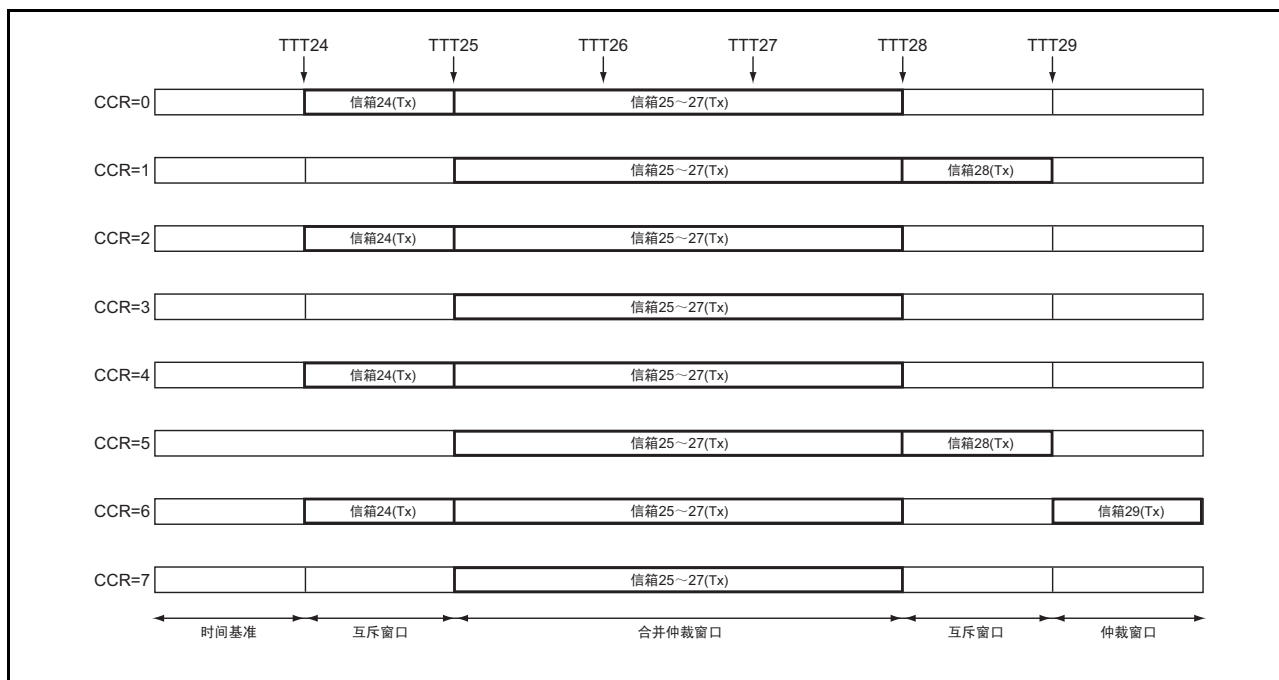 TTT24 TTT25 TTT26 TTT27 TTT28 TTT29
CCR=0 信箱24(Tx) 信箱25～27(Tx)
CCR=1 信箱25～27(Tx) 信箱28(Tx)
CCR=2 信箱24(Tx) 信箱25～27(Tx)
CCR=3 信箱25～27(Tx)
CCR=4 信箱24(Tx) 信箱25～27(Tx)
CCR=5 信箱25～27(Tx) 信箱28(Tx)
CCR=6 信箱24(Tx) 信箱25～27(Tx) 信箱29(Tx)
CCR=7 信箱25～27(Tx)
时间基准 互斥窗口 合并仲裁窗口 互斥窗口 仲裁窗口